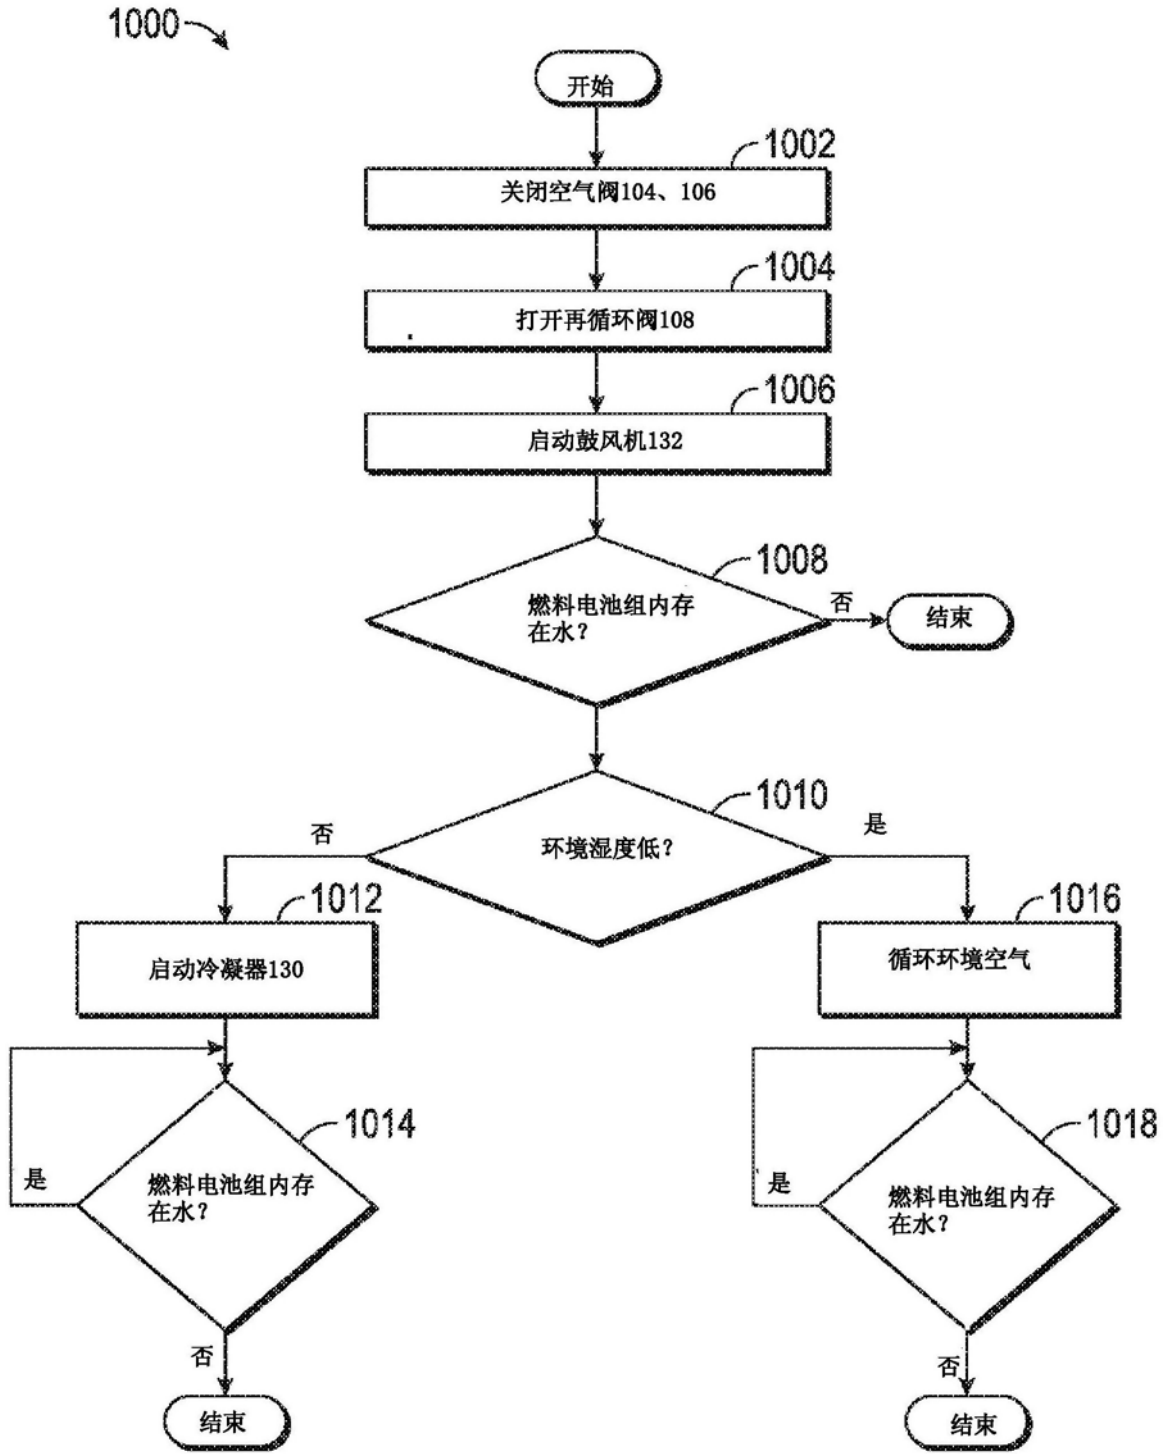 1000
开始
1002
关闭空气阀104、106
1004
打开再循环阀108
1006
启动鼓风机132
1008
燃料电池组内存
在水?
否
结束
1010
环境湿度低?
否
是
1012
启动冷凝器130
1016
循环环境空气
1014
燃料电池组内存
在水?
是
否
结束
1018
燃料电池组内存
在水?
是
否
结束